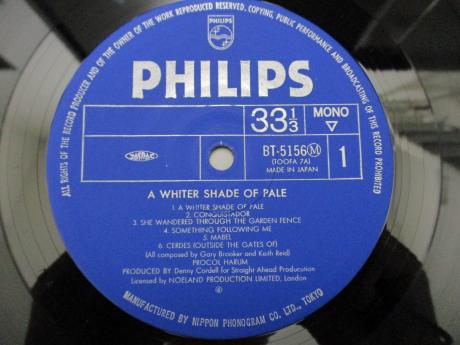 PHILIPS
ALL RIGHTS OF THE RECORD PRODUCER AND OF THE OWNER OF THE WORK REPRODUCED RESERVED. COPYING, PUBLIC PERFORMANCE AND BROADCASTING OF THIS RECORD PROHIBITED
PHILIPS
33 1/3
MONO
▽
BT-5156Ⓜ
(TOOFA 7A)
MADE IN JAPAN
1
A WHITER SHADE OF PALE
1. A WHITER SHADE OF PALE
2. CONQUISTADOR
3. SHE WANDERED THROUGH THE GARDEN FENCE
4. SOMETHING FOLLOWING ME
5. MABEL
6. CERDES (OUTSIDE THE GATES OF)
(All composed by Gary Brooker and Keith Reid)
PROCOL HARUM
PRODUCED BY Denny Cordell for Straight Ahead Producution
Licensed by NOELAND PRODUCTION LIMITED, London
MANUFACTURED BY NIPPON PHONOGRAM CO., LTD., TOKYO